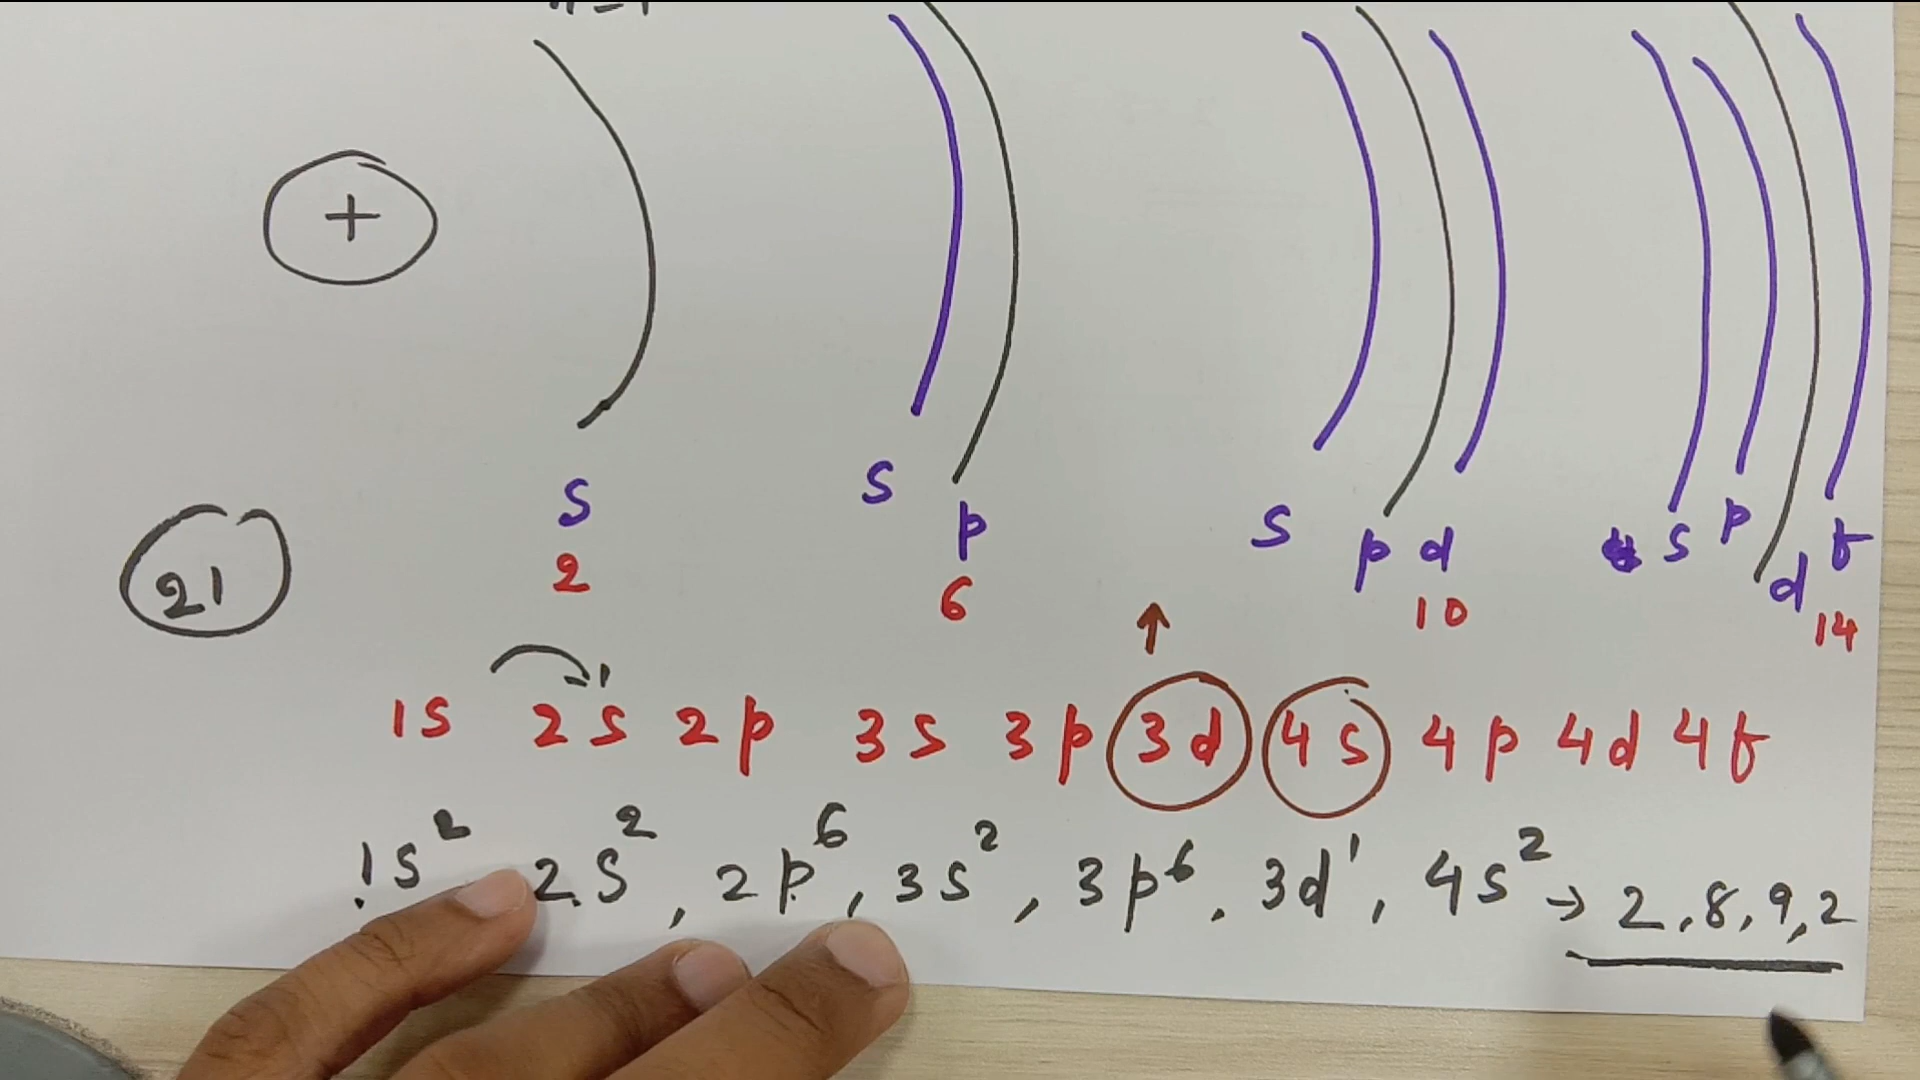 +
s s p s p d s p d f
2 6 10 14
21
1s 2s 2p 3s 3p 3d 4s 4p 4d 4f
1s² 2s², 2p⁶, 3s², 3p⁶, 3d¹, 4s² → 2,8,9,2